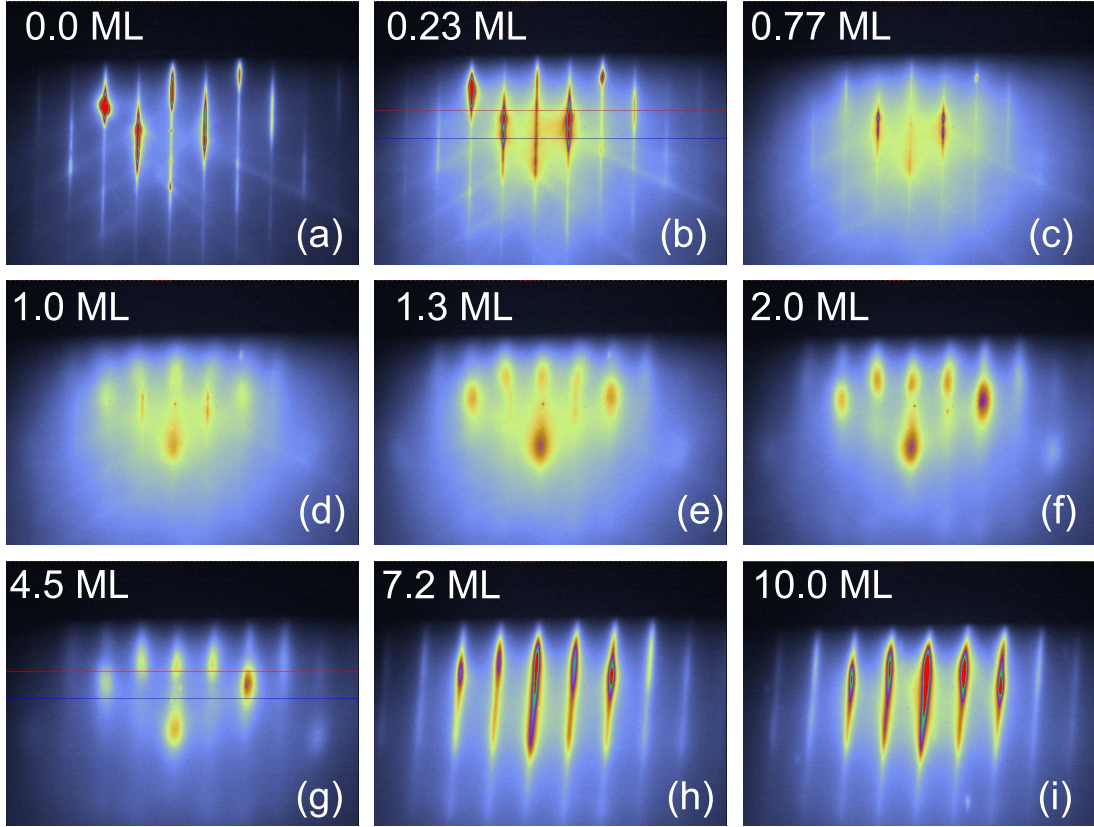 0.0 ML
0.23 ML
0.77 ML
(a)
(b)
(c)
1.0 ML
1.3 ML
2.0 ML
(d)
(e)
(f)
4.5 ML
7.2 ML
10.0 ML
(g)
(h)
(i)